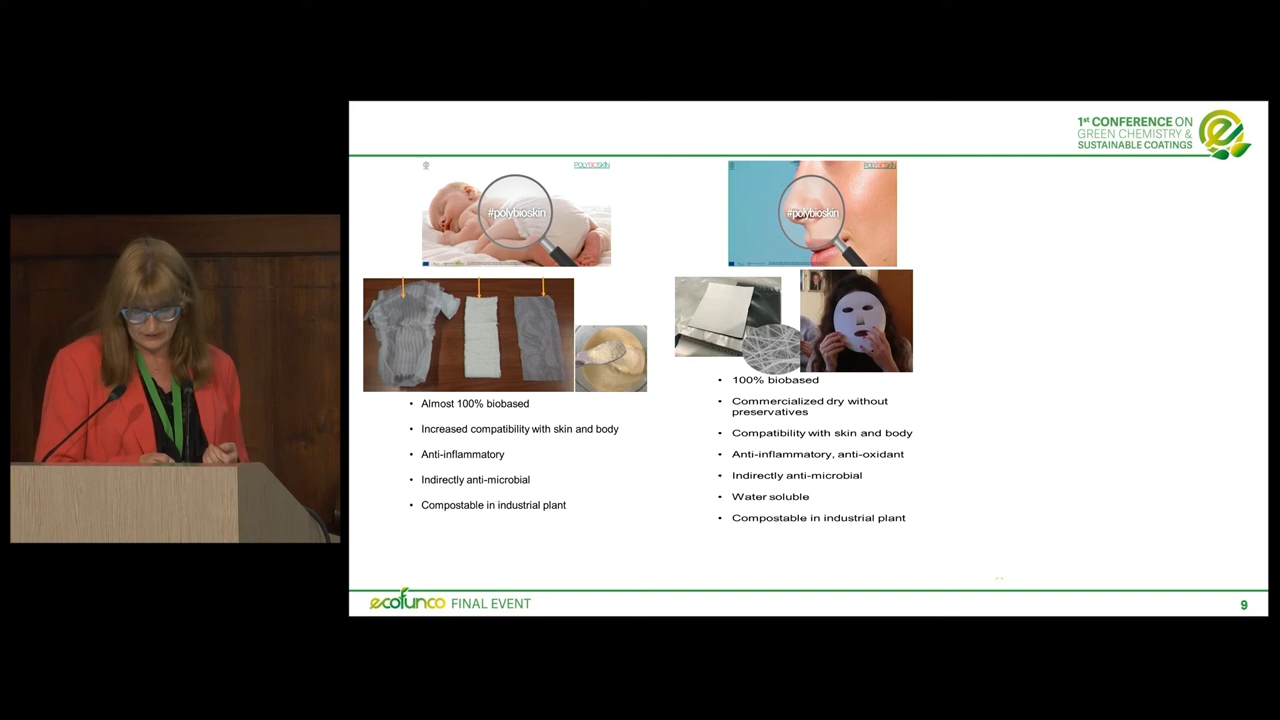 1st CONFERENCE ON
GREEN CHEMISTRY &
SUSTAINABLE COATINGS
POLYBIOSKIN
#polybioskin
• Almost 100% biobased
• Increased compatibility with skin and body
• Anti-inflammatory
• Indirectly anti-microbial
• Compostable in industrial plant
POLYBIOSKIN
#polybioskin
• 100% biobased
• Commercialized dry without
preservatives
• Compatibility with skin and body
• Anti-inflammatory, anti-oxidant
• Indirectly anti-microbial
• Water soluble
• Compostable in industrial plant
ecofunco FINAL EVENT
9